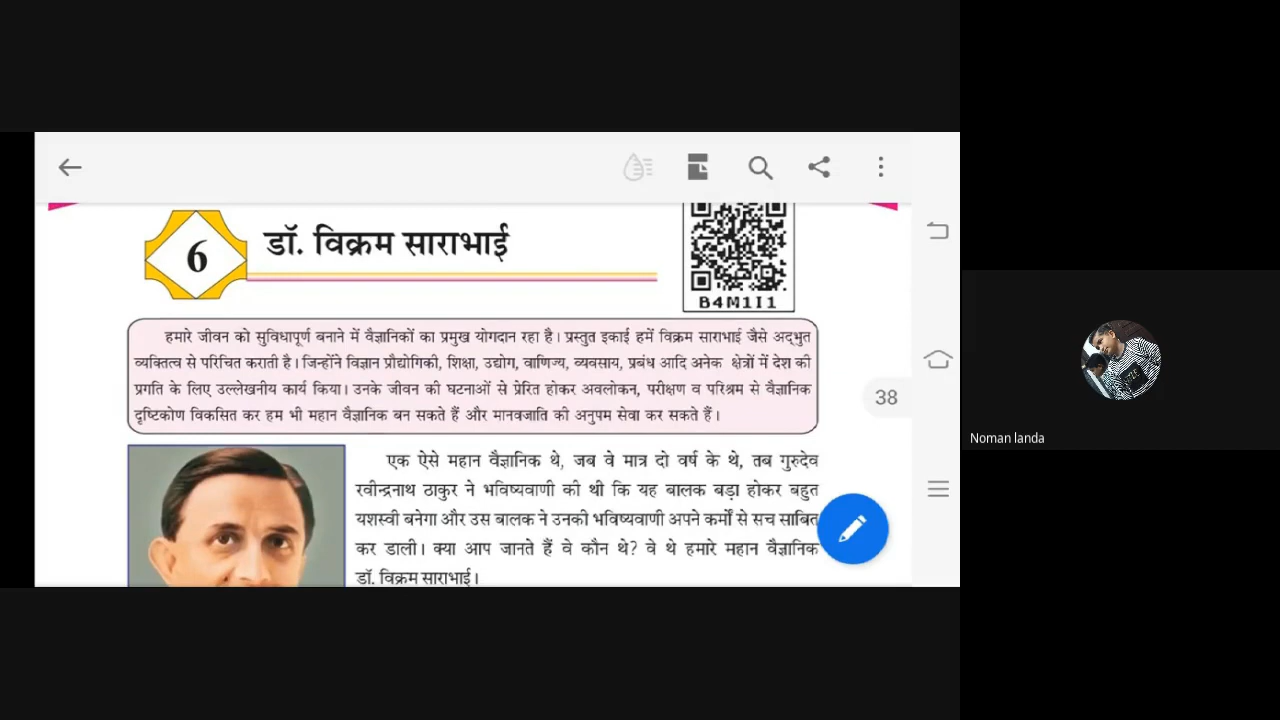 6
डॉ. विक्रम साराभाई
B4M1I1
हमारे जीवन को सुविधापूर्ण बनाने में वैज्ञानिकों का प्रमुख योगदान रहा है। प्रस्तुत इकाई हमें विक्रम साराभाई जैसे अद्‌भुत
व्यक्तित्व से परिचित कराती है। जिन्होंने विज्ञान प्रौद्योगिकी, शिक्षा, उद्योग, वाणिज्य, व्यवसाय, प्रबंध आदि अनेक क्षेत्रों में देश की
प्रगति के लिए उल्लेखनीय कार्य किया। उनके जीवन की घटनाओं से प्रेरित होकर अवलोकन, परीक्षण व परिश्रम से वैज्ञानिक
दृष्टिकोण विकसित कर हम भी महान वैज्ञानिक बन सकते हैं और मानवजाति की अनुपम सेवा कर सकते हैं।
38
एक ऐसे महान वैज्ञानिक थे, जब वे मात्र दो वर्ष के थे, तब गुरुदेव
रवीन्द्रनाथ ठाकुर ने भविष्यवाणी की थी कि यह बालक बड़ा होकर बहुत
यशस्वी बनेगा और उस बालक ने उनकी भविष्यवाणी अपने कर्मों से सच साबित
कर डाली। क्या आप जानते हैं वे कौन थे? वे थे हमारे महान वैज्ञानिक
डॉ. विक्रम साराभाई।
Noman landa